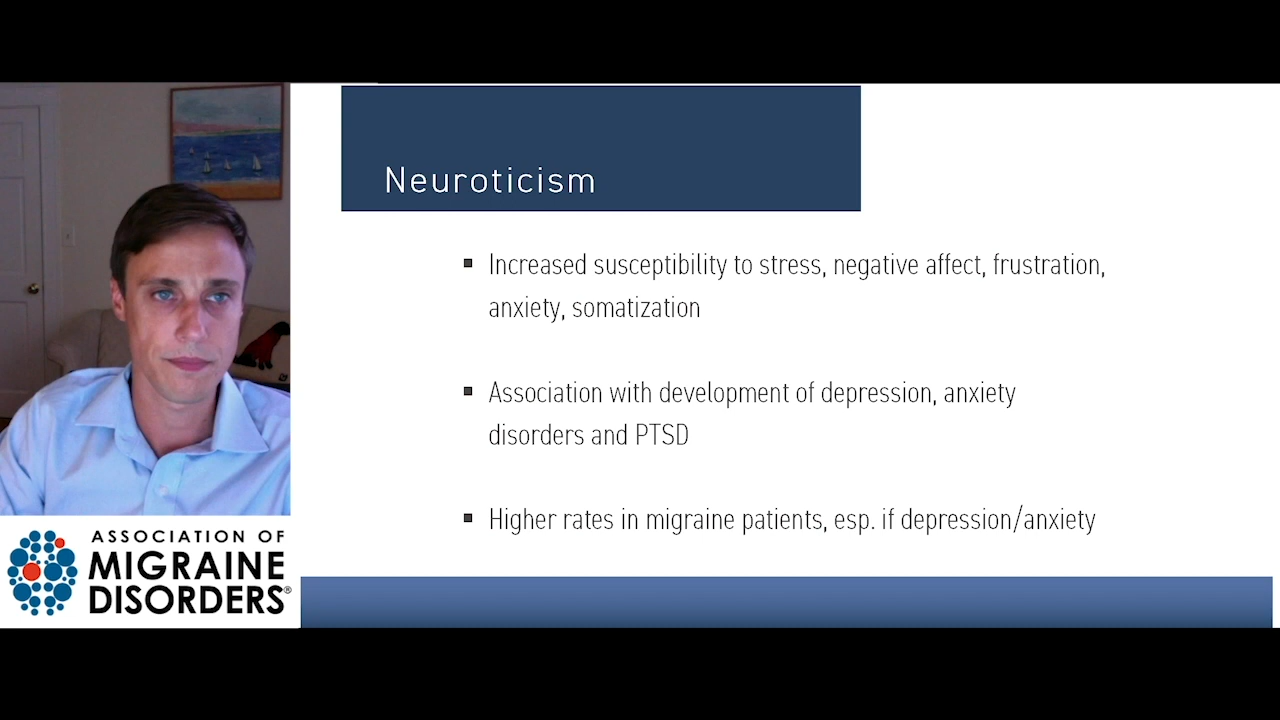 Neuroticism
▪ Increased susceptibility to stress, negative affect, frustration,
anxiety, somatization
▪ Association with development of depression, anxiety
disorders and PTSD
▪ Higher rates in migraine patients, esp. if depression/anxiety
ASSOCIATION OF
MIGRAINE
DISORDERS®